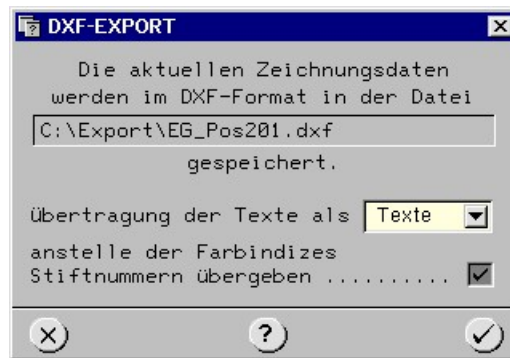 DXF-EXPORT
Die aktuellen Zeichnungsdaten
werden im DXF-Format in der Datei
C:\Export\EG_Pos201.dxf
gespeichert.
übertragung der Texte als Texte
anstelle der Farbindizes
Stiftnummern übergeben ..........
?